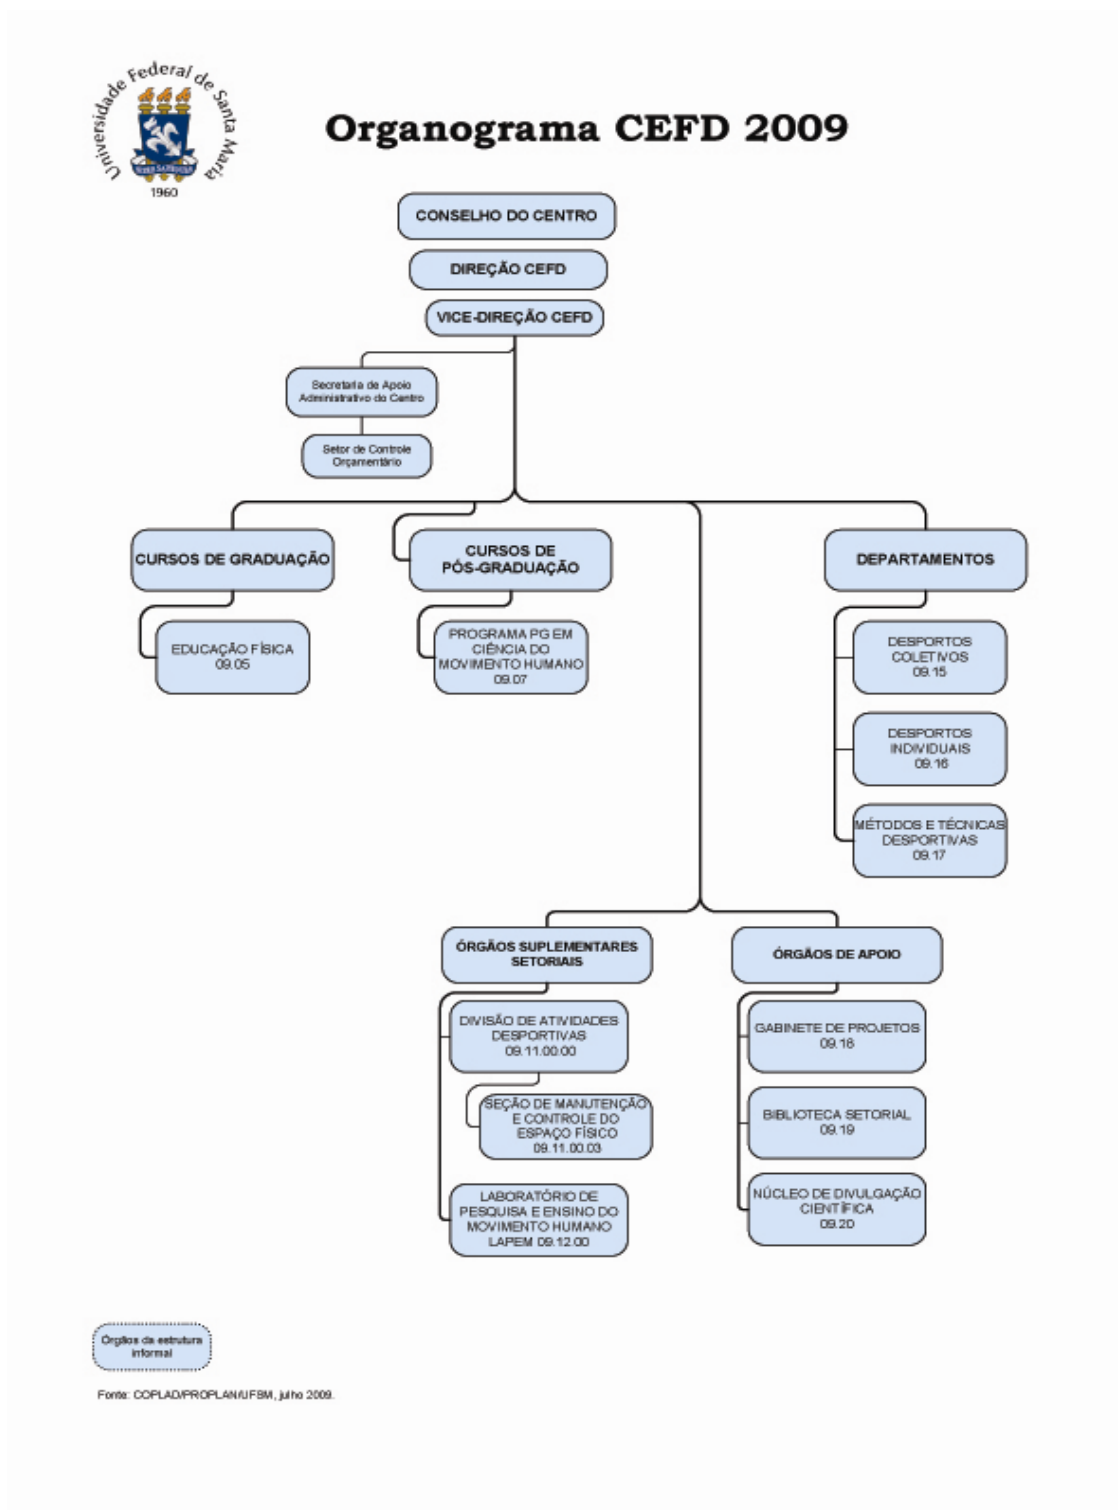 Universidade Federal de Santa Maria
1960
Organograma CEFD 2009
CONSELHO DO CENTRO
DIREÇÃO CEFD
VICE-DIREÇÃO CEFD
Secretaria de Apoio
Administrativo do Centro
Setor de Controle
Orçamentário
CURSOS DE GRADUAÇÃO
EDUCAÇÃO FÍSICA
09.05
CURSOS DE
PÓS-GRADUAÇÃO
PROGRAMA PG EM
CIÊNCIA DO
MOVIMENTO HUMANO
09.07
DEPARTAMENTOS
DESPORTOS
COLETIVOS
09.15
DESPORTOS
INDIVIDUAIS
09.16
MÉTODOS E TÉCNICAS
DESPORTIVAS
09.17
ÓRGÃOS SUPLEMENTARES
SETORIAIS
DIVISÃO DE ATIVIDADES
DESPORTIVAS
09.11.00.00
SEÇÃO DE MANUTENÇÃO
E CONTROLE DO
ESPAÇO FÍSICO
09.11.00.03
LABORATÓRIO DE
PESQUISA E ENSINO DO
MOVIMENTO HUMANO
LAPEM 09.12.00
ÓRGÃOS DE APOIO
GABINETE DE PROJETOS
09.18
BIBLIOTECA SETORIAL
09.19
NÚCLEO DE DIVULGAÇÃO
CIENTÍFICA
09.20
Órgãos da estrutura
informal
Fonte: COPLAD/PROPLAN/UFSM, julho 2009.